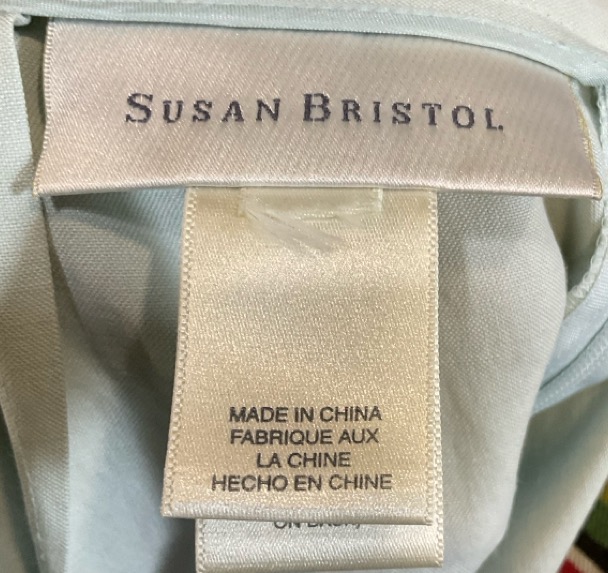 SUSAN BRISTOL
MADE IN CHINA
FABRIQUE AUX
LA CHINE
HECHO EN CHINE